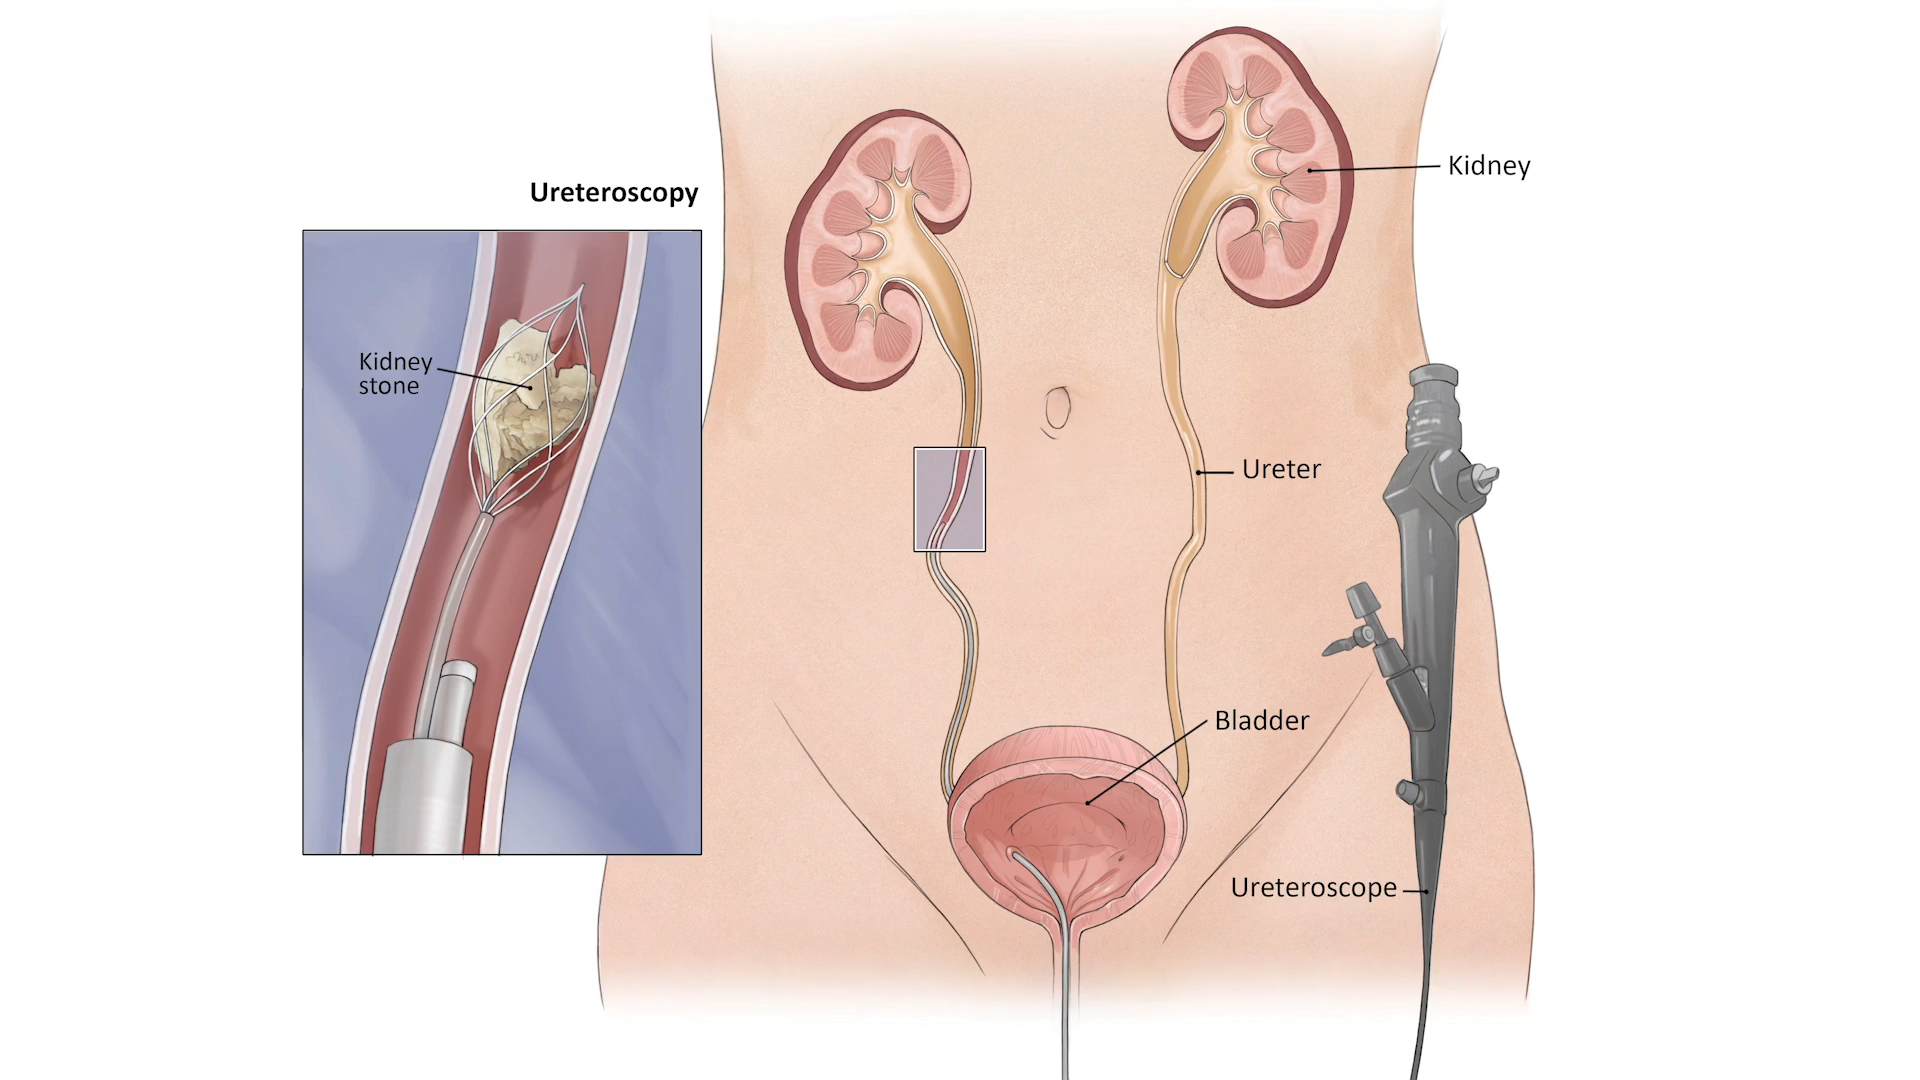 Ureteroscopy
Kidney
stone
Kidney
Ureter
Bladder
Ureteroscope